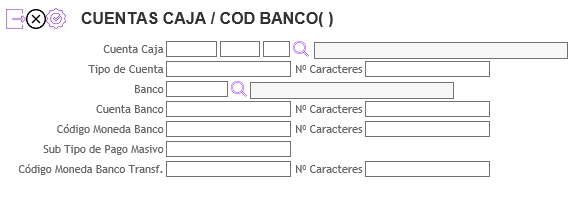 CUENTAS CAJA / COD BANCO( )
Cuenta Caja
Tipo de Cuenta Nº Caracteres
Banco
Cuenta Banco Nº Caracteres
Código Moneda Banco Nº Caracteres
Sub Tipo de Pago Masivo
Código Moneda Banco Transf. Nº Caracteres